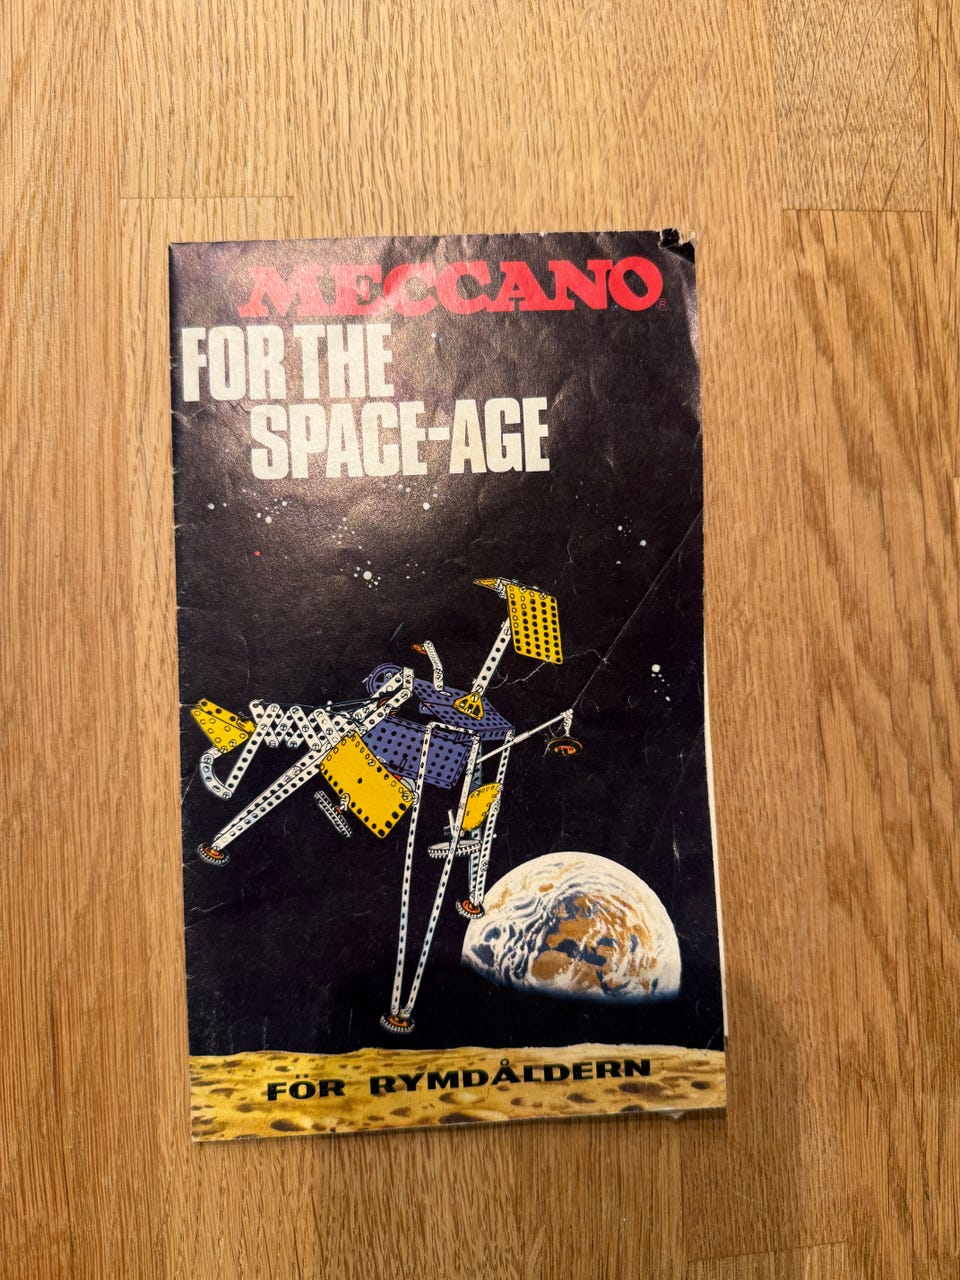 MECCANO
FOR THE
SPACE-AGE
FÖR RYMDÅLDERN